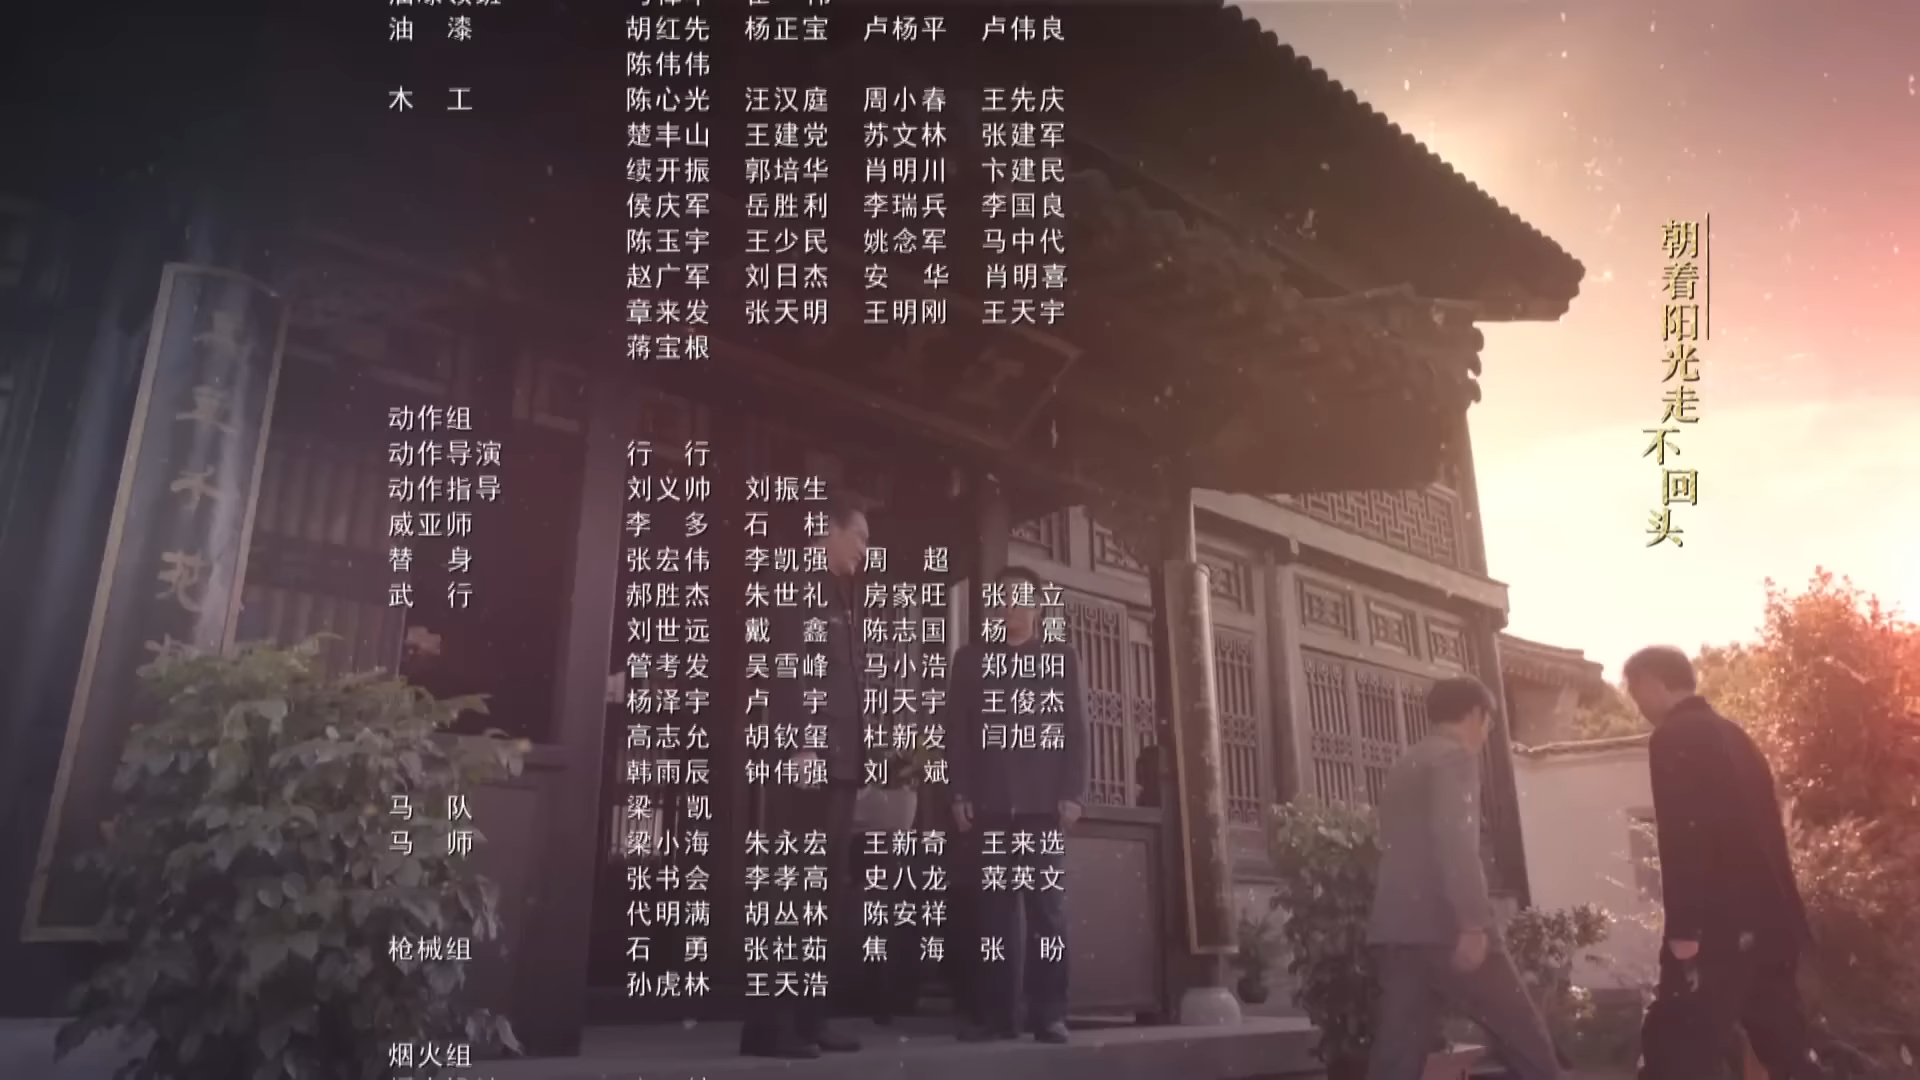 油 漆 胡红先 杨正宝 卢杨平 卢伟良
陈伟伟
木 工 陈心光 汪汉庭 周小春 王先庆
楚丰山 王建党 苏文林 张建军
续开振 郭培华 肖明川 卞建民
侯庆军 岳胜利 李瑞兵 李国良
陈玉宇 王少民 姚念军 马中代
赵广军 刘日杰 安 华 肖明喜
章来发 张天明 王明刚 王天宇
蒋宝根
动作组
动作导演 行 行
动作指导 刘义帅 刘振生
威亚师 李 多 石 柱
替 身 张宏伟 李凯强 周 超
武 行 郝胜杰 朱世礼 房家旺 张建立
刘世远 戴 鑫 陈志国 杨 震
管考发 吴雪峰 马小浩 郑旭阳
杨泽宇 卢 宇 刑天宇 王俊杰
高志允 胡钦玺 杜新发 闫旭磊
韩雨辰 钟伟强 刘 斌
马 队 梁 凯
马 师 梁小海 朱永宏 王新奇 王来选
张书会 李孝高 史八龙 菜英文
代明满 胡丛林 陈安祥
枪械组 石 勇 张社茹 焦 海 张 盼
孙虎林 王天浩
烟火组
朝着阳光走不回头